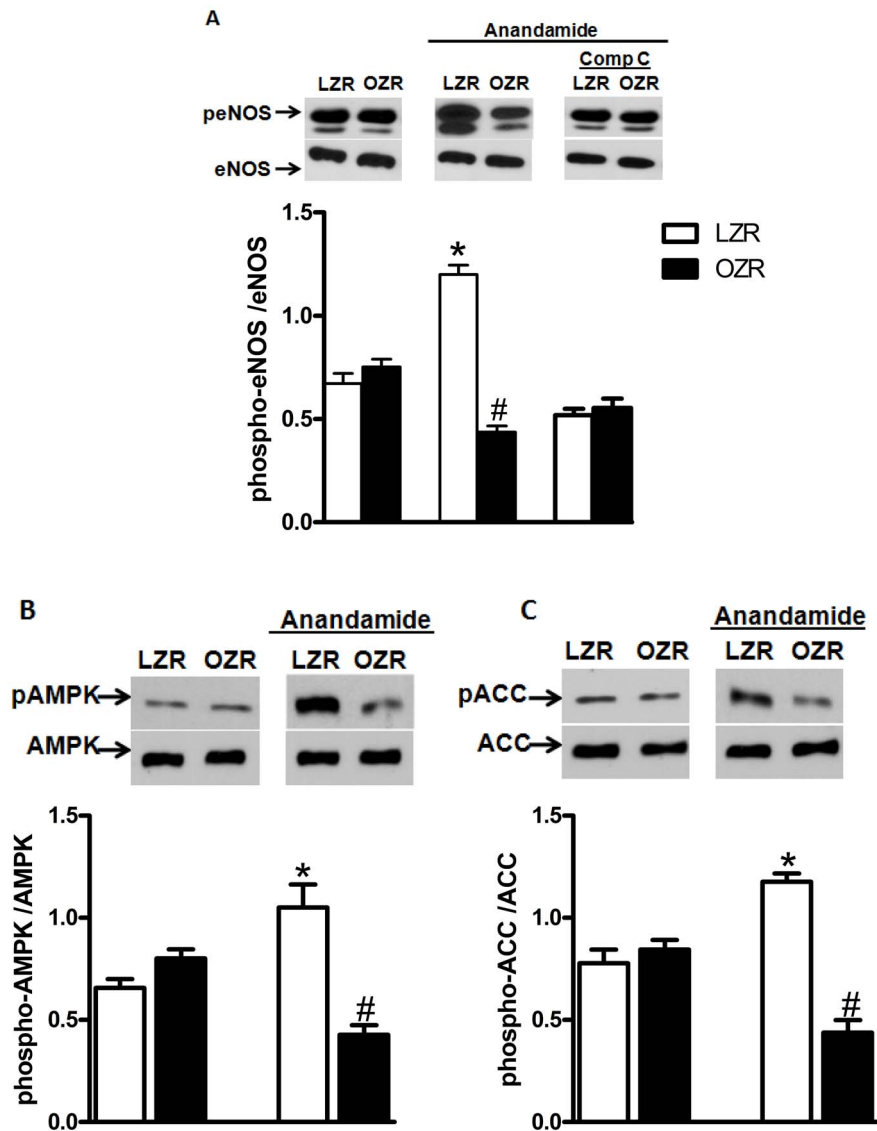 A
Anandamide
Comp C
LZR OZR LZR OZR LZR OZR
peNOS
eNOS
1.5
1.0
0.5
0.0
phospho-eNOS /eNOS
*
#
LZR
OZR
B
Anandamide
LZR OZR LZR OZR
pAMPK
AMPK
1.5
1.0
0.5
0.0
phospho-AMPK /AMPK
*
#
C
Anandamide
LZR OZR LZR OZR
pACC
ACC
1.5
1.0
0.5
0.0
phospho-ACC /ACC
*
#